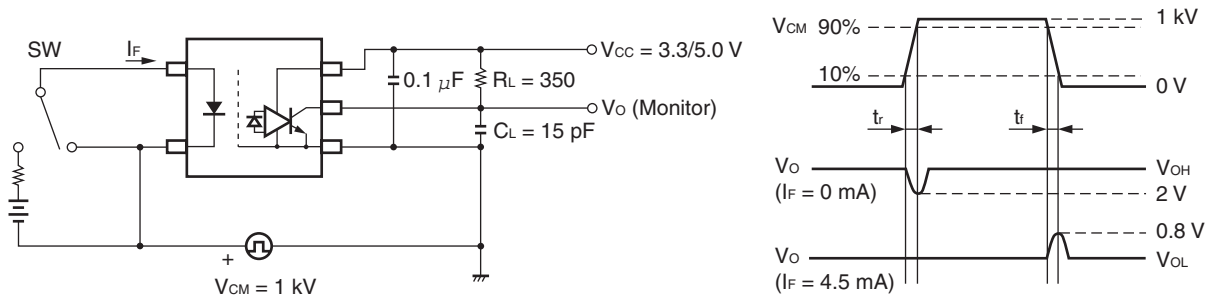 SW
IF
VCC = 3.3/5.0 V
0.1 μF
RL = 350
VO (Monitor)
CL = 15 pF
+
VCM = 1 kV
VCM 90%
1 kV
10%
0 V
tr
tf
VO
(IF = 0 mA)
VOH
2 V
0.8 V
VO
(IF = 4.5 mA)
VOL